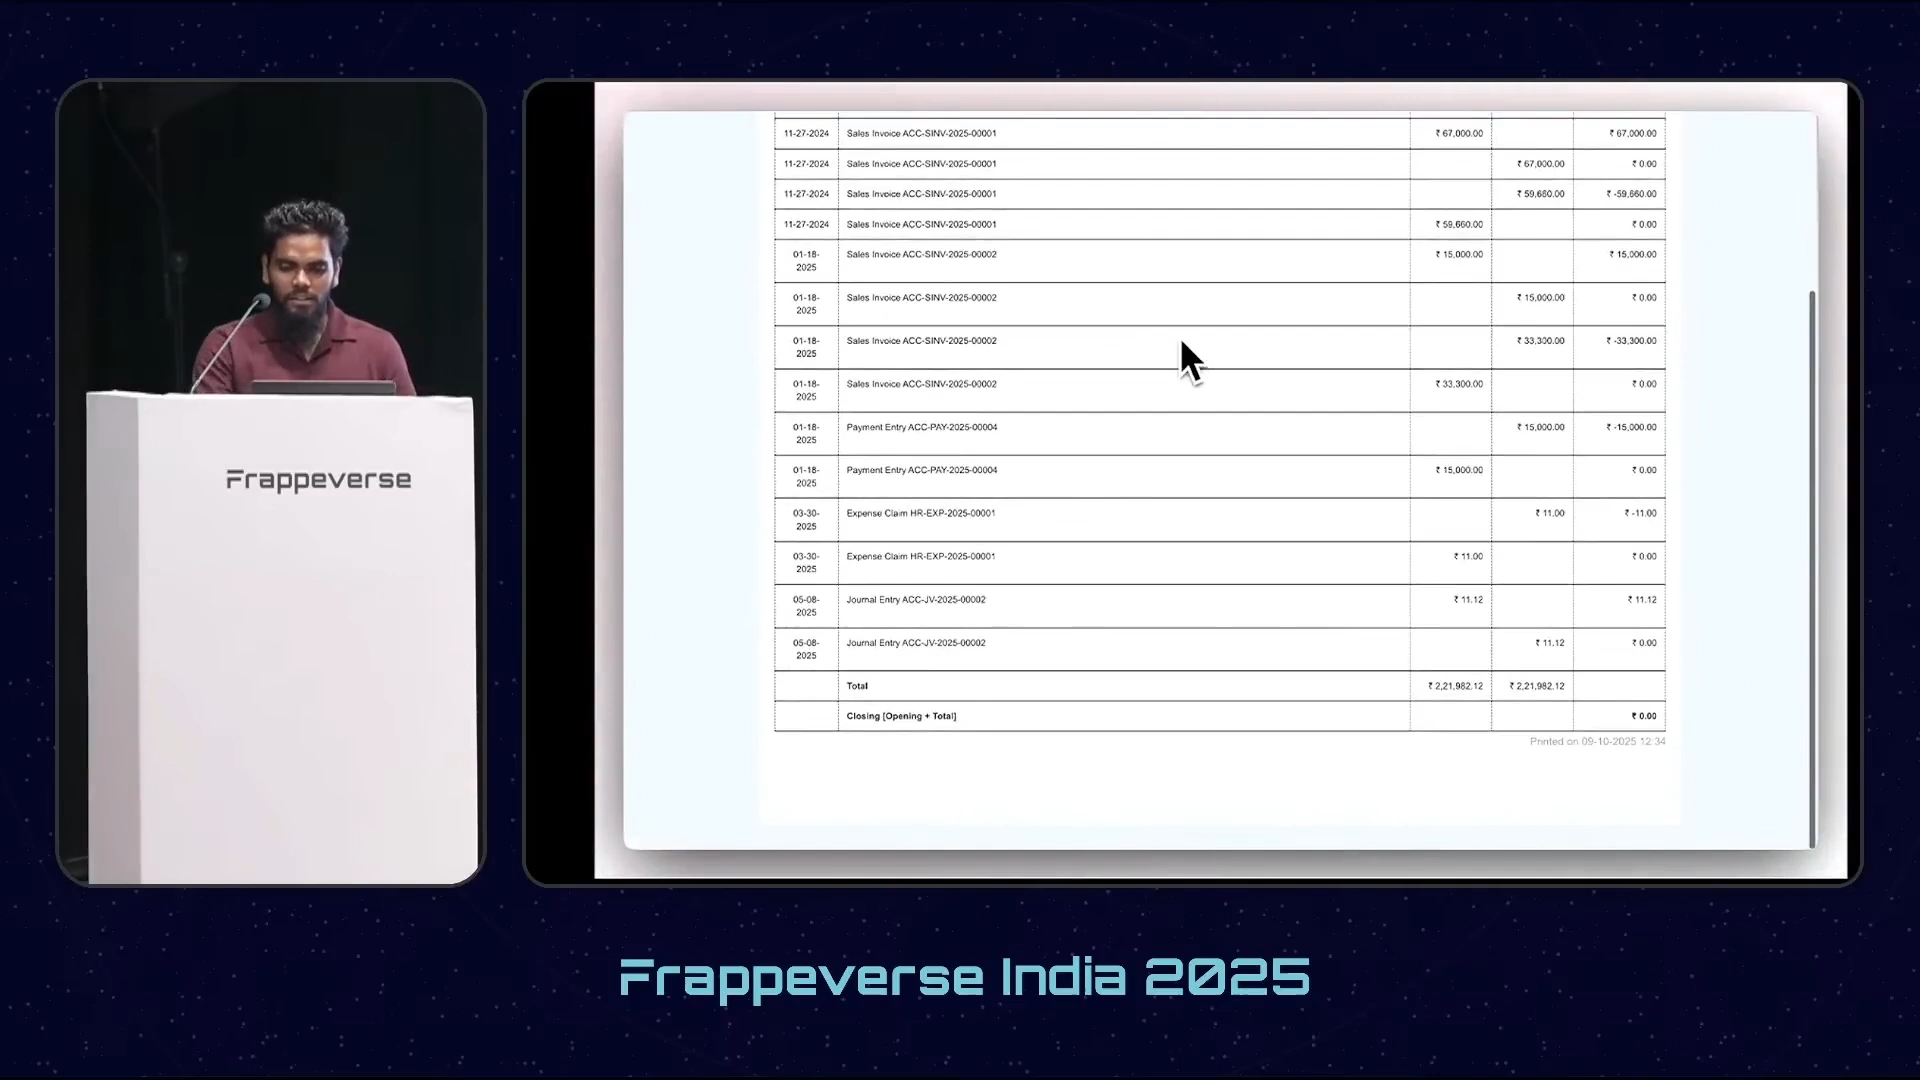 11-27-2024 Sales Invoice ACC-SINV-2025-00001 ₹ 67,000.00 ₹ 67,000.00
11-27-2024 Sales Invoice ACC-SINV-2025-00001 ₹ 67,000.00 ₹ 0.00
11-27-2024 Sales Invoice ACC-SINV-2025-00001 ₹ 59,660.00 ₹ -59,660.00
11-27-2024 Sales Invoice ACC-SINV-2025-00001 ₹ 59,660.00 ₹ 0.00
01-18- Sales Invoice ACC-SINV-2025-00002 ₹ 15,000.00 ₹ 15,000.00
2025
01-18- Sales Invoice ACC-SINV-2025-00002 ₹ 15,000.00 ₹ 0.00
2025
01-18- Sales Invoice ACC-SINV-2025-00002 ₹ 33,300.00 ₹ -33,300.00
2025
01-18- Sales Invoice ACC-SINV-2025-00002 ₹ 33,300.00 ₹ 0.00
2025
01-18- Payment Entry ACC-PAY-2025-00004 ₹ 15,000.00 ₹ -15,000.00
2025
01-18- Payment Entry ACC-PAY-2025-00004 ₹ 15,000.00 ₹ 0.00
2025
03-30- Expense Claim HR-EXP-2025-00001 ₹ 11.00 ₹ -11.00
2025
03-30- Expense Claim HR-EXP-2025-00001 ₹ 11.00 ₹ 0.00
2025
05-08- Journal Entry ACC-JV-2025-00002 ₹ 11.12 ₹ 11.12
2025
05-08- Journal Entry ACC-JV-2025-00002 ₹ 11.12 ₹ 0.00
2025
Total ₹ 2,21,982.12 ₹ 2,21,982.12
Closing [Opening + Total] ₹ 0.00
Printed on 09-10-2025 12:34
Frappeverse
Frappeverse India 2025